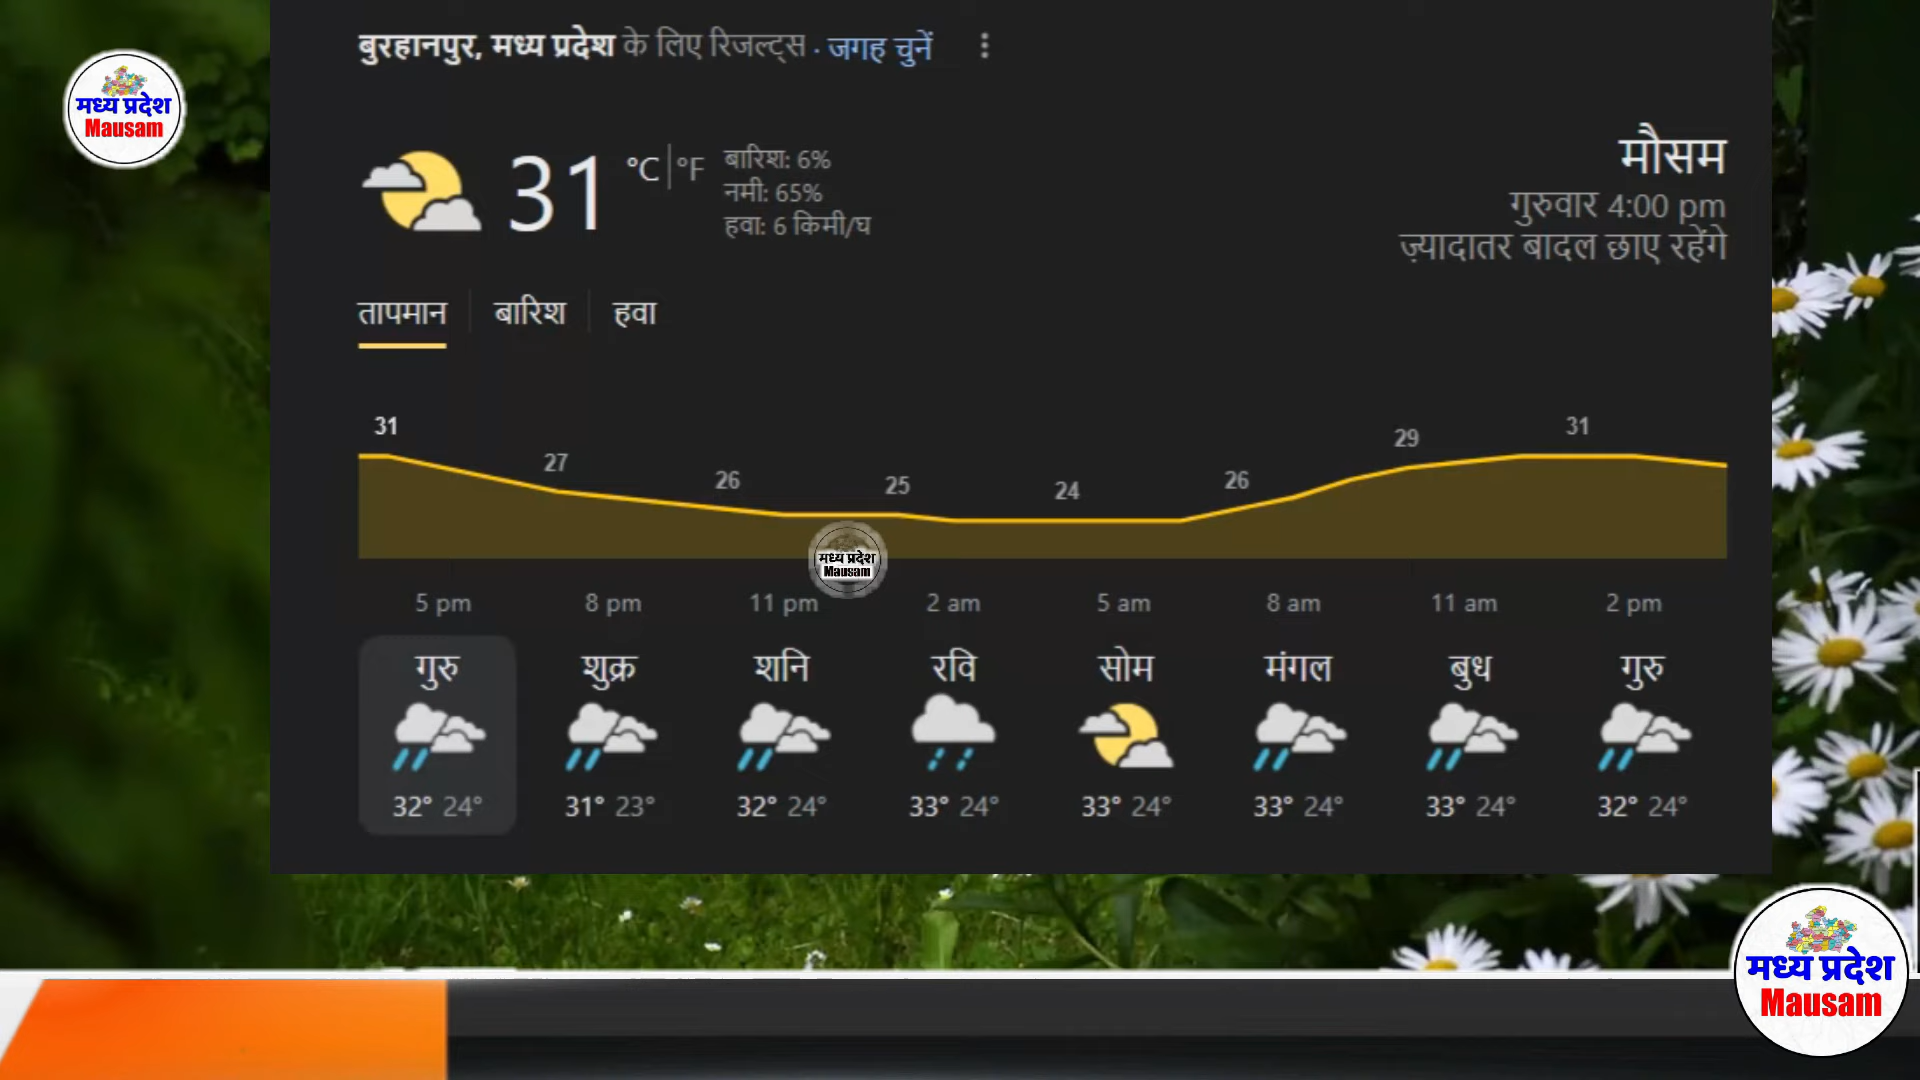 बुरहानपुर, मध्य प्रदेश के लिए रिजल्ट्स · जगह चुनें
मध्य प्रदेश
Mausam
31 °C | °F
बारिश: 6%
नमी: 65%
हवा: 6 किमी/घ
मौसम
गुरुवार 4:00 pm
ज़्यादातर बादल छाए रहेंगे
तापमान बारिश हवा
31 27 26 25 24 26 29 31
मध्य प्रदेश
Mausam
5 pm 8 pm 11 pm 2 am 5 am 8 am 11 am 2 pm
गुरु शुक्र शनि रवि सोम मंगल बुध गुरु
32° 24° 31° 23° 32° 24° 33° 24° 33° 24° 33° 24° 33° 24° 32° 24°
मध्य प्रदेश
Mausam